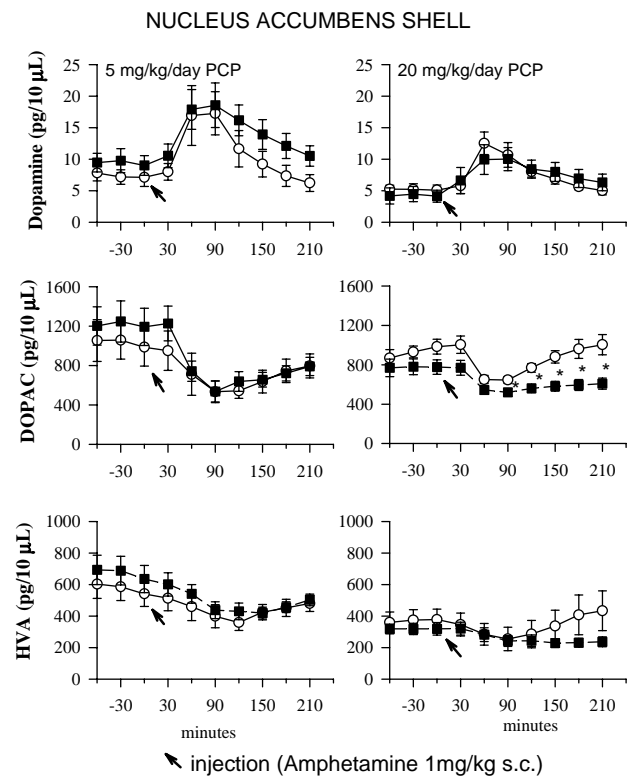 NUCLEUS ACCUMBENS SHELL
5 mg/kg/day PCP
20 mg/kg/day PCP
Dopamine (pg/10 µL)
25
20
15
10
5
0
-30 30 90 150 210
25
20
15
10
5
0
-30 30 90 150 210
DOPAC (pg/10 µL)
1600
1200
800
400
0
-30 30 90 150 210
1600
1200
800
400
0
* * * * *
-30 30 90 150 210
HVA (pg/10 µL)
1000
800
600
400
200
0
-30 30 90 150 210
minutes
1000
800
600
400
200
0
-30 30 90 150 210
minutes
injection (Amphetamine 1mg/kg s.c.)